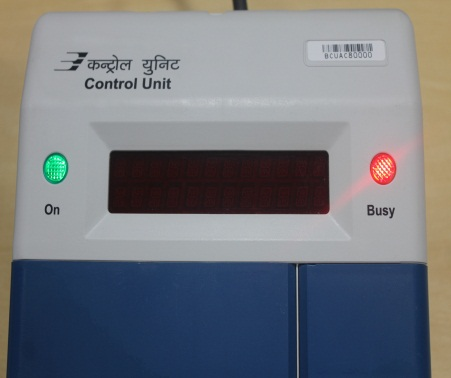 कन्ट्रोल युनिट
Control Unit
BCUACB0000
On
Busy